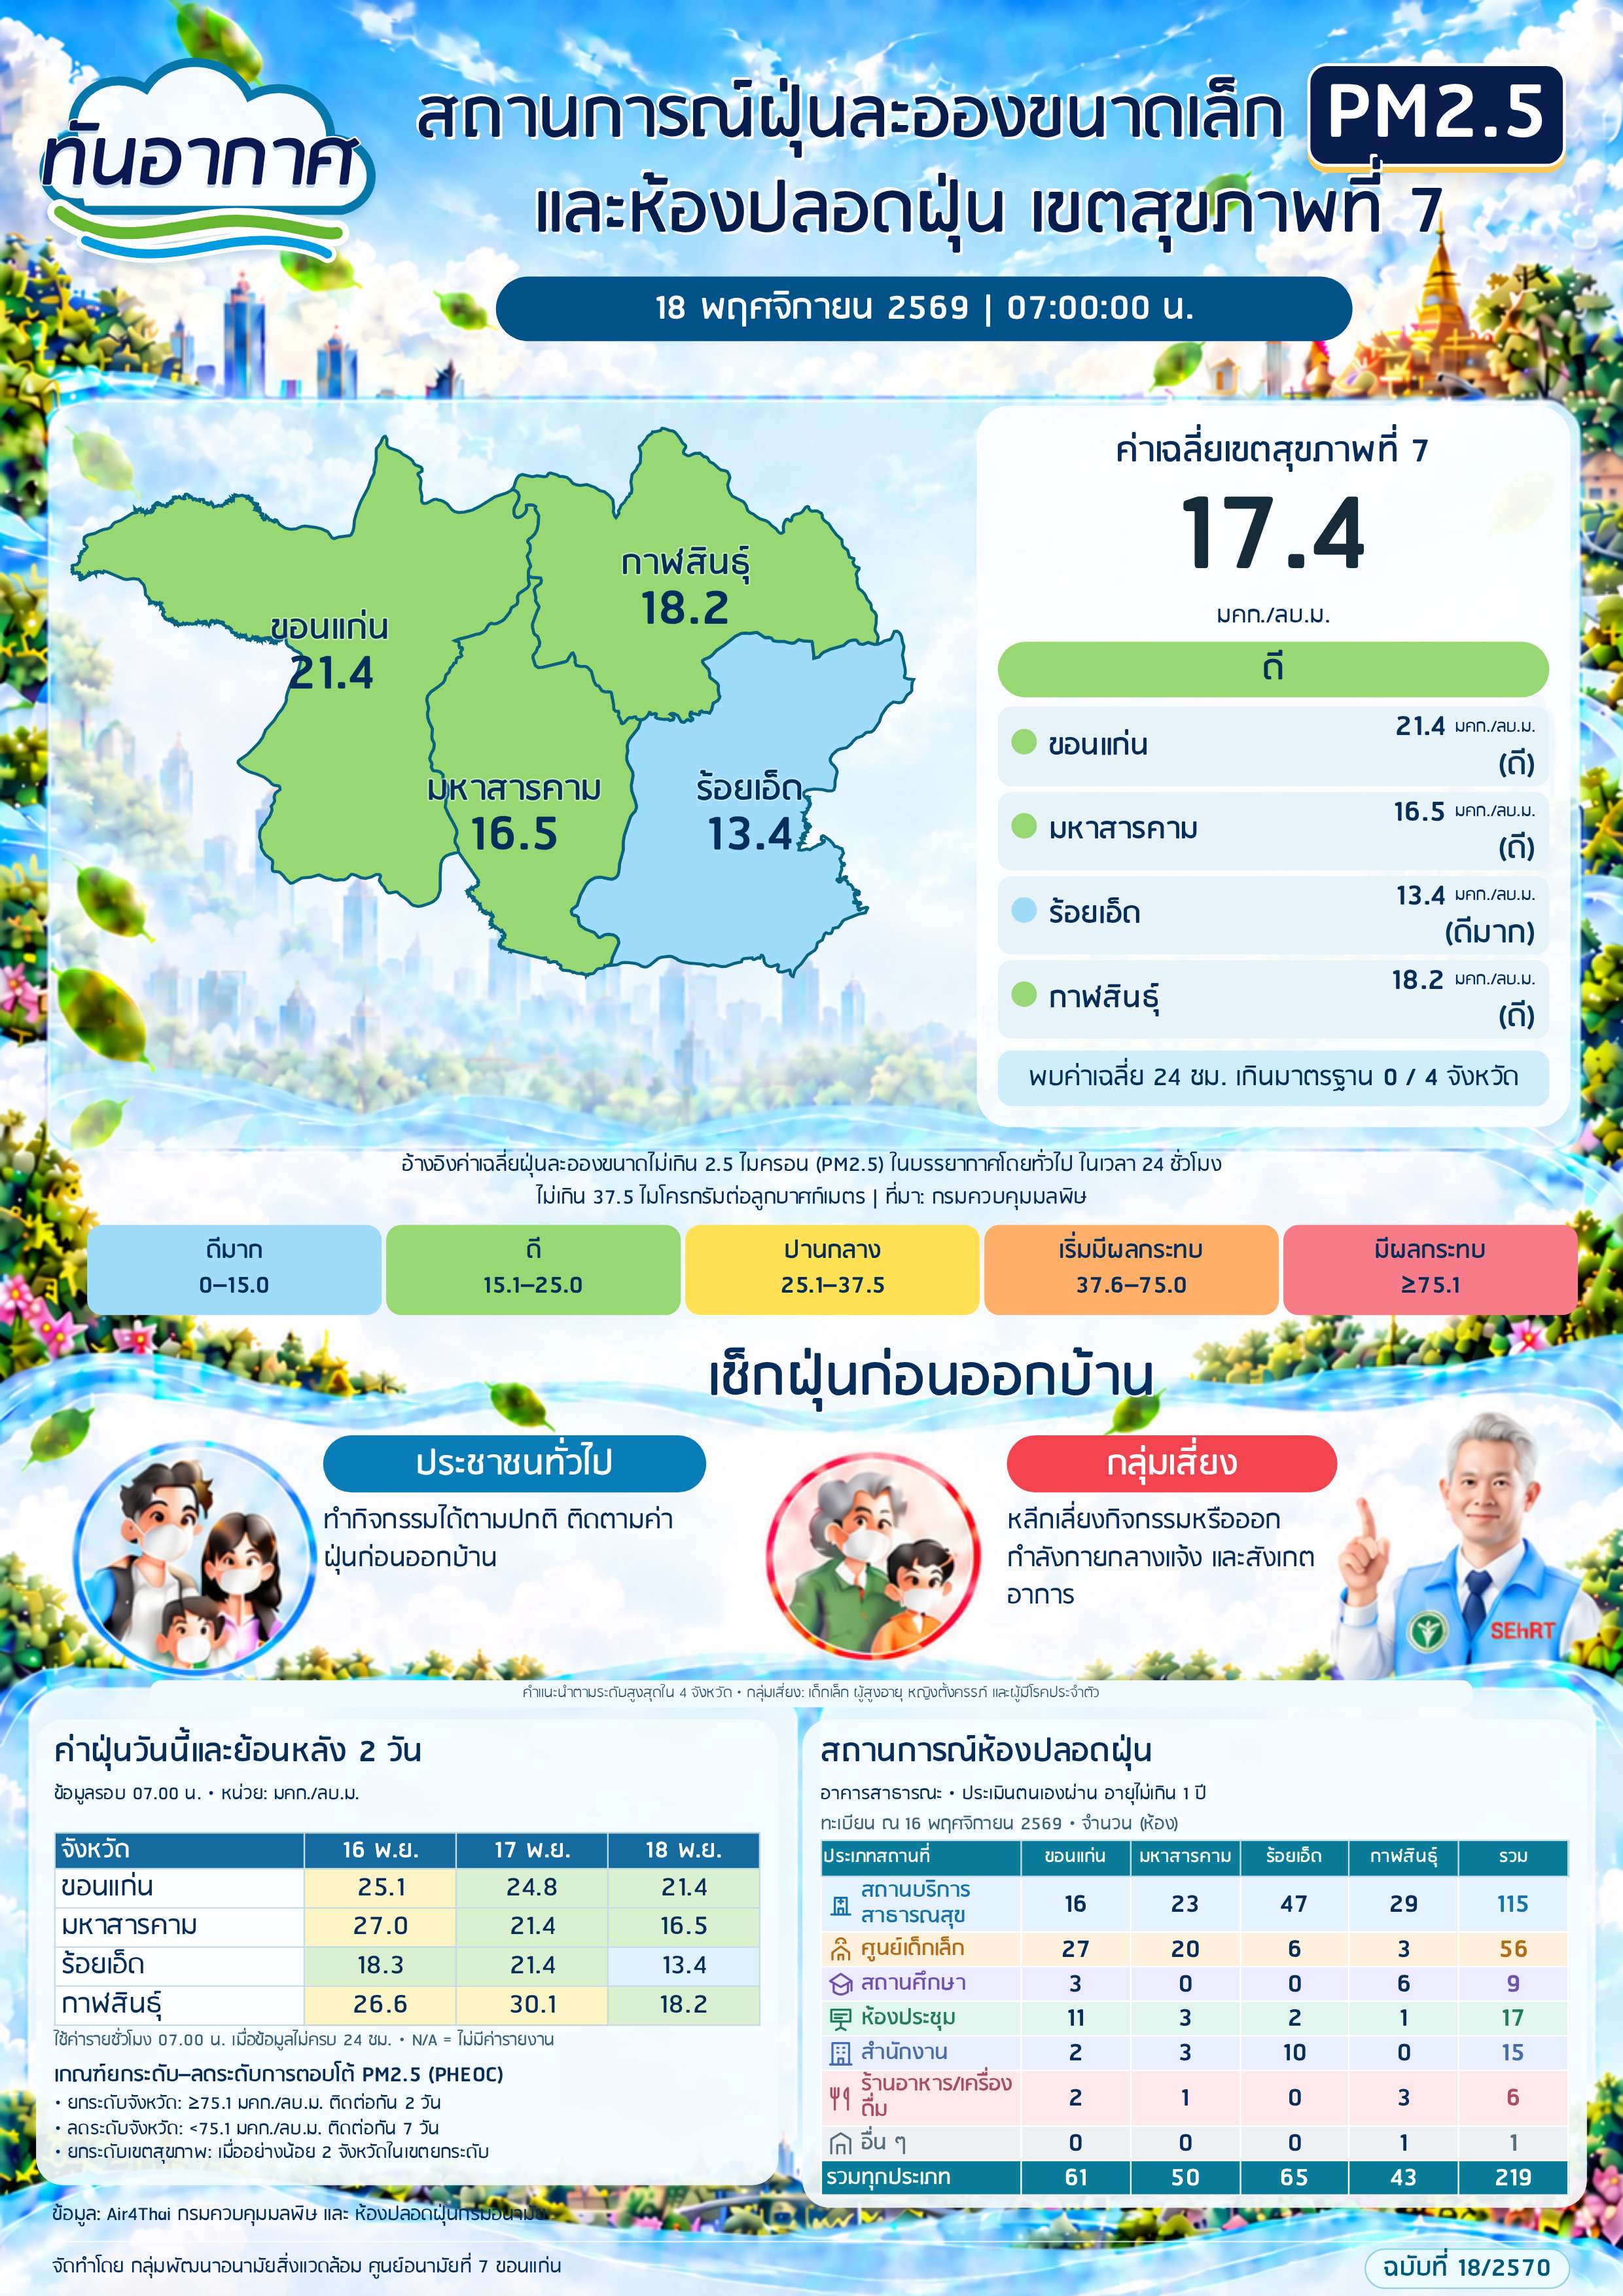 ทันอากาศ
สถานการณ์ฝุ่นละอองขนาดเล็ก PM2.5
และห้องปลอดฝุ่น เขตสุขภาพที่ 7
18 พฤศจิกายน 2569 | 07:00:00 น.
กาฬสินธุ์
18.2
ขอนแก่น
21.4
มหาสารคาม
16.5
ร้อยเอ็ด
13.4
ค่าเฉลี่ยเขตสุขภาพที่ 7
17.4
มคก./ลบ.ม.
ดี
ขอนแก่น 21.4 มคก./ลบ.ม.
(ดี)
มหาสารคาม 16.5 มคก./ลบ.ม.
(ดี)
ร้อยเอ็ด 13.4 มคก./ลบ.ม.
(ดีมาก)
กาฬสินธุ์ 18.2 มคก./ลบ.ม.
(ดี)
พบค่าเฉลี่ย 24 ชม. เกินมาตรฐาน 0 / 4 จังหวัด
อ้างอิงค่าเฉลี่ยฝุ่นละอองขนาดไม่เกิน 2.5 ไมครอน (PM2.5) ในบรรยากาศโดยทั่วไป ในเวลา 24 ชั่วโมง
ไม่เกิน 37.5 ไมโครกรัมต่อลูกบาศก์เมตร | ที่มา: กรมควบคุมมลพิษ
ดีมาก ดี ปานกลาง เริ่มมีผลกระทบ มีผลกระทบ
0–15.0 15.1–25.0 25.1–37.5 37.6–75.0 ≥75.1
เช็กฝุ่นก่อนออกบ้าน
ประชาชนทั่วไป
ทำกิจกรรมได้ตามปกติ ติดตามค่า
ฝุ่นก่อนออกบ้าน
กลุ่มเสี่ยง
หลีกเลี่ยงกิจกรรมหรือออก
กำลังกายกลางแจ้ง และสังเกต
อาการ
SEhRT
คำแนะนำตามระดับสูงสุดใน 4 จังหวัด • กลุ่มเสี่ยง: เด็กเล็ก ผู้สูงอายุ หญิงตั้งครรภ์ และผู้มีโรคประจำตัว
ค่าฝุ่นวันนี้และย้อนหลัง 2 วัน
ข้อมูลรอบ 07.00 น. • หน่วย: มคก./ลบ.ม.
จังหวัด 16 พ.ย. 17 พ.ย. 18 พ.ย.
ขอนแก่น 25.1 24.8 21.4
มหาสารคาม 27.0 21.4 16.5
ร้อยเอ็ด 18.3 21.4 13.4
กาฬสินธุ์ 26.6 30.1 18.2
ใช้ค่ารายชั่วโมง 07.00 น. เมื่อข้อมูลไม่ครบ 24 ชม. • N/A = ไม่มีค่ารายงาน
เกณฑ์ยกระดับ–ลดระดับการตอบโต้ PM2.5 (PHEOC)
• ยกระดับจังหวัด: ≥75.1 มคก./ลบ.ม. ติดต่อกัน 2 วัน
• ลดระดับจังหวัด: <75.1 มคก./ลบ.ม. ติดต่อกัน 7 วัน
• ยกระดับเขตสุขภาพ: เมื่ออย่างน้อย 2 จังหวัดในเขตยกระดับ
สถานการณ์ห้องปลอดฝุ่น
อาคารสาธารณะ • ประเมินตนเองผ่าน อายุไม่เกิน 1 ปี
ทะเบียน ณ 16 พฤศจิกายน 2569 • จำนวน (ห้อง)
ประเภทสถานที่ ขอนแก่น มหาสารคาม ร้อยเอ็ด กาฬสินธุ์ รวม
สถานบริการ
สาธารณสุข 16 23 47 29 115
ศูนย์เด็กเล็ก 27 20 6 3 56
สถานศึกษา 3 0 0 6 9
ห้องประชุม 11 3 2 1 17
สำนักงาน 2 3 10 0 15
ร้านอาหาร/เครื่อง
ดื่ม 2 1 0 3 6
อื่น ๆ 0 0 0 1 1
รวมทุกประเภท 61 50 65 43 219
ข้อมูล: Air4Thai กรมควบคุมมลพิษ และ ห้องปลอดฝุ่นกรมอนามัย
จัดทำโดย กลุ่มพัฒนาอนามัยสิ่งแวดล้อม ศูนย์อนามัยที่ 7 ขอนแก่น
ฉบับที่ 18/2570